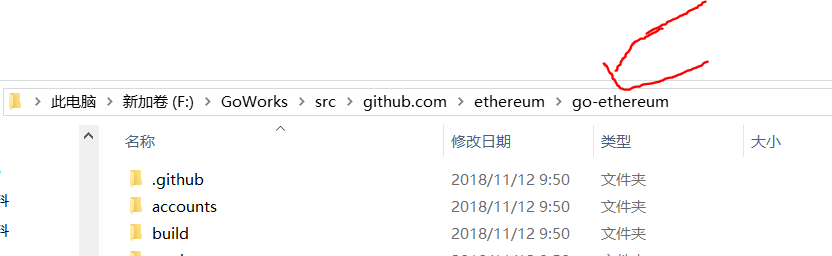 此电脑 > 新加卷 (F:) > GoWorks > src > github.com > ethereum > go-ethereum
名称 修改日期 类型 大小
.github 2018/11/12 9:50 文件夹
科 accounts 2018/11/12 9:50 文件夹
科 build 2018/11/12 9:50 文件夹